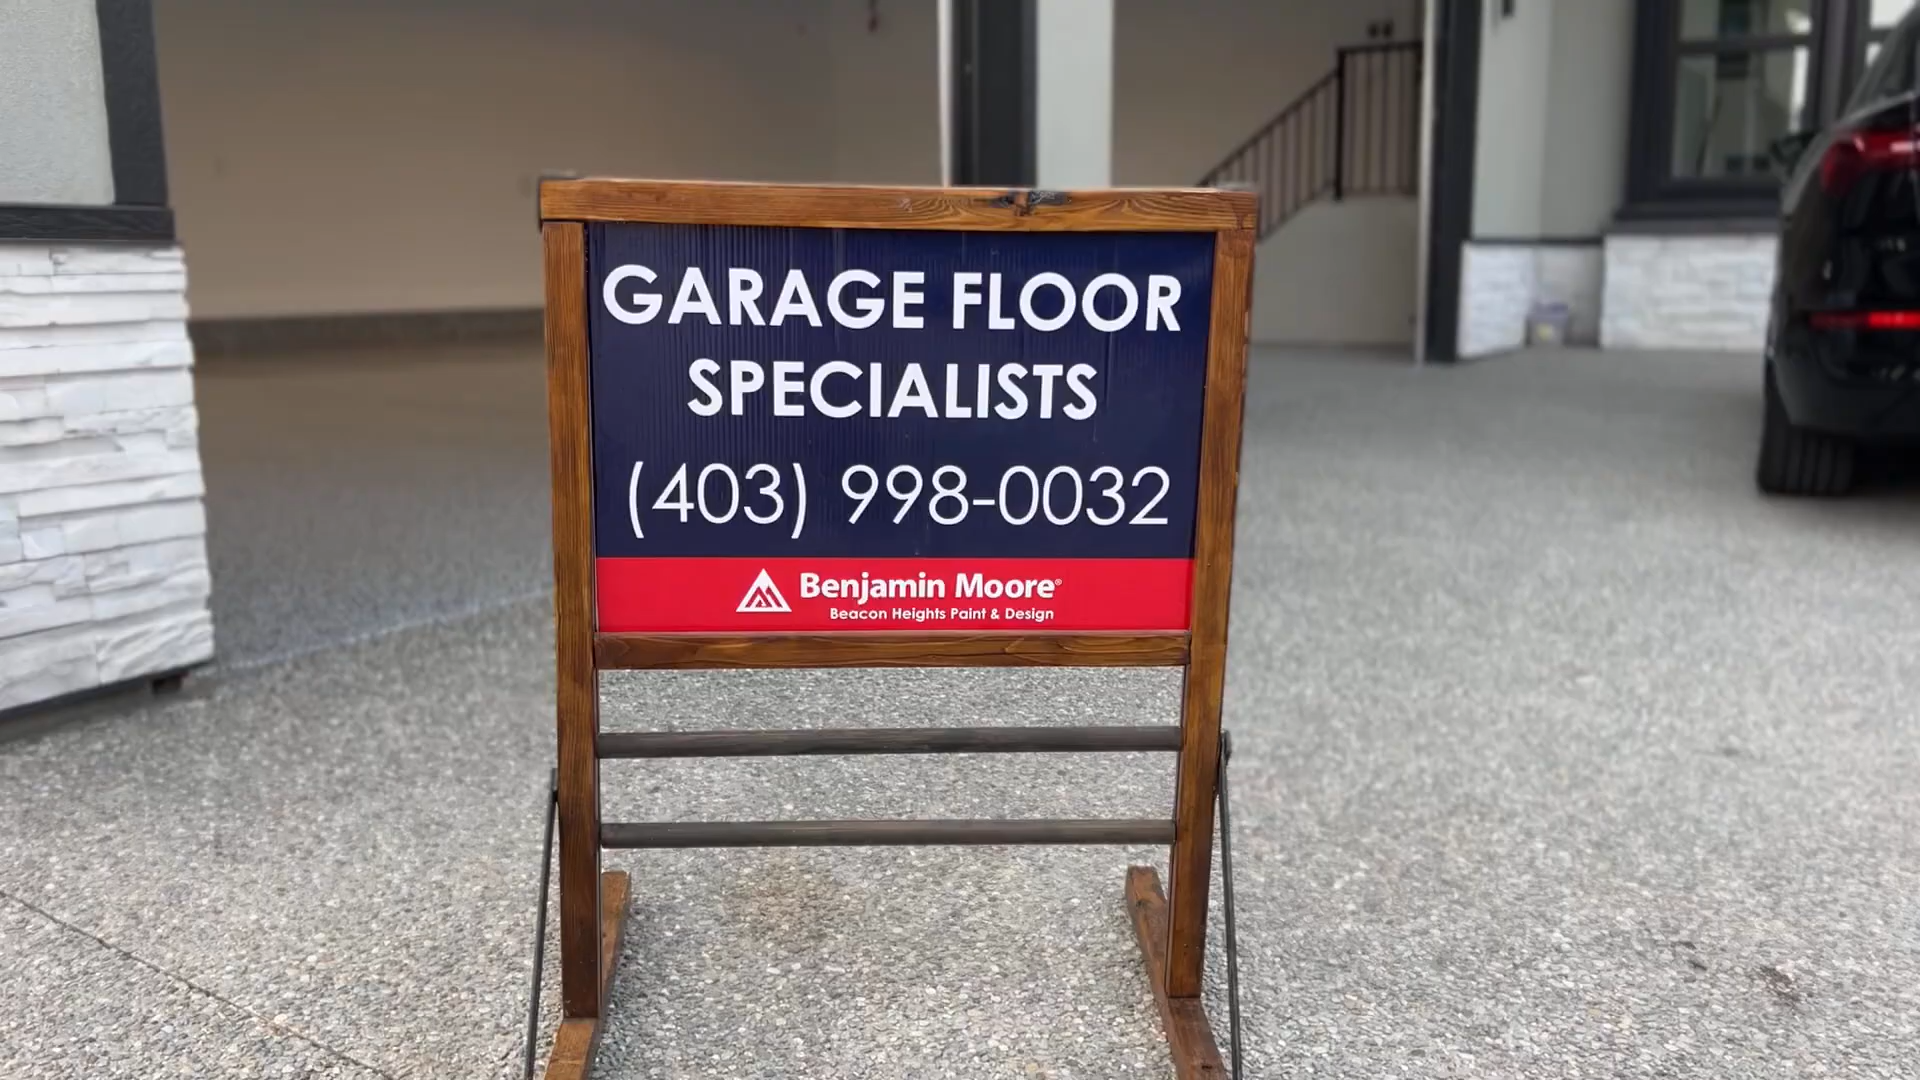 GARAGE FLOOR
SPECIALISTS
(403) 998-0032
Benjamin Moore®
Beacon Heights Paint & Design